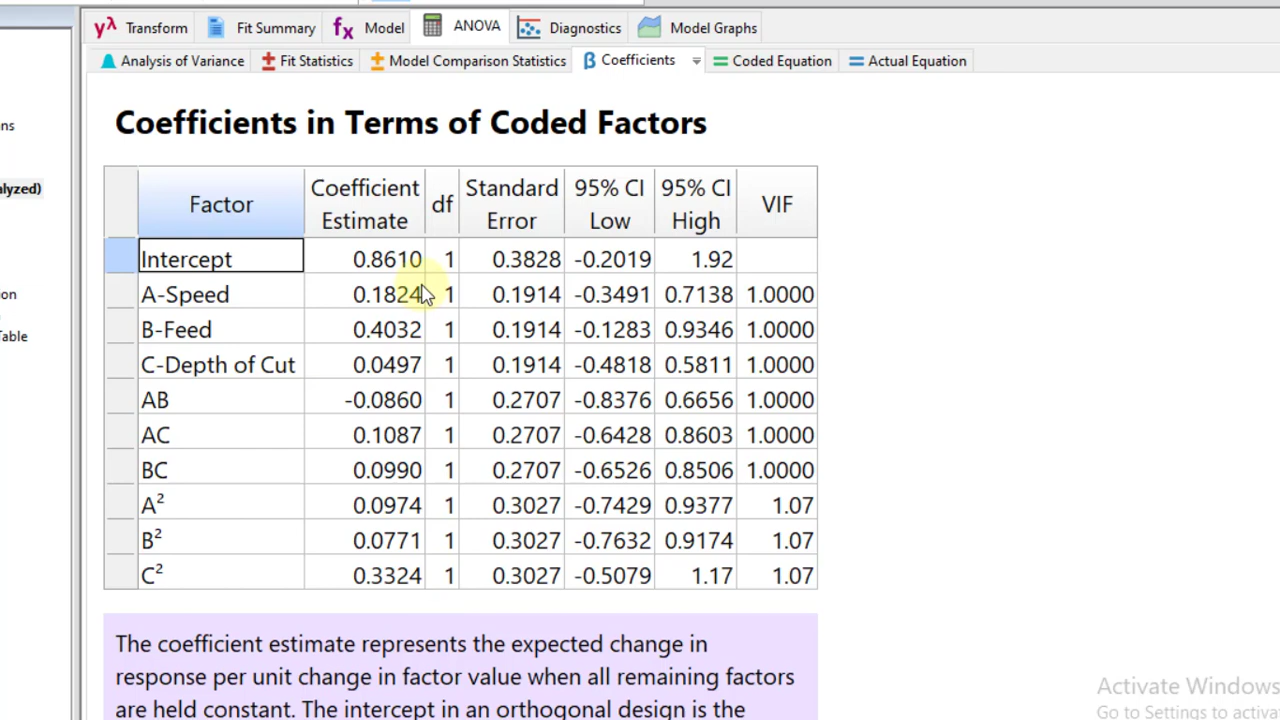 Transform Fit Summary Model ANOVA Diagnostics Model Graphs
Analysis of Variance Fit Statistics Model Comparison Statistics β Coefficients Coded Equation Actual Equation
ns
alyzed)
on
Table
Coefficients in Terms of Coded Factors
Factor Coefficient Estimate df Standard Error 95% CI Low 95% CI High VIF
Intercept 0.8610 1 0.3828 -0.2019 1.92
A-Speed 0.1824 1 0.1914 -0.3491 0.7138 1.0000
B-Feed 0.4032 1 0.1914 -0.1283 0.9346 1.0000
C-Depth of Cut 0.0497 1 0.1914 -0.4818 0.5811 1.0000
AB -0.0860 1 0.2707 -0.8376 0.6656 1.0000
AC 0.1087 1 0.2707 -0.6428 0.8603 1.0000
BC 0.0990 1 0.2707 -0.6526 0.8506 1.0000
A² 0.0974 1 0.3027 -0.7429 0.9377 1.07
B² 0.0771 1 0.3027 -0.7632 0.9174 1.07
C² 0.3324 1 0.3027 -0.5079 1.17 1.07
The coefficient estimate represents the expected change in
response per unit change in factor value when all remaining factors
are held constant. The intercept in an orthogonal design is the
Activate Windows
Go to Settings to activa